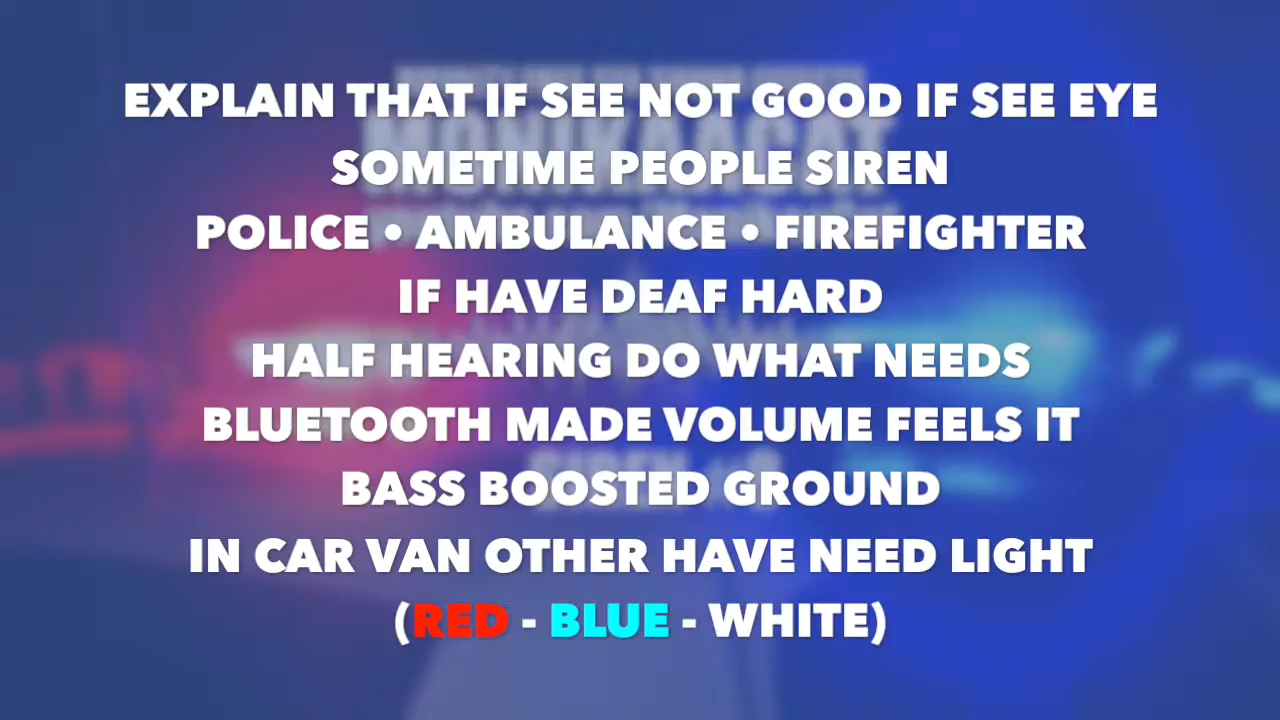 EXPLAIN THAT IF SEE NOT GOOD IF SEE EYE
SOMETIME PEOPLE SIREN
POLICE • AMBULANCE • FIREFIGHTER
IF HAVE DEAF HARD
HALF HEARING DO WHAT NEEDS
BLUETOOTH MADE VOLUME FEELS IT
BASS BOOSTED GROUND
IN CAR VAN OTHER HAVE NEED LIGHT
(RED - BLUE - WHITE)